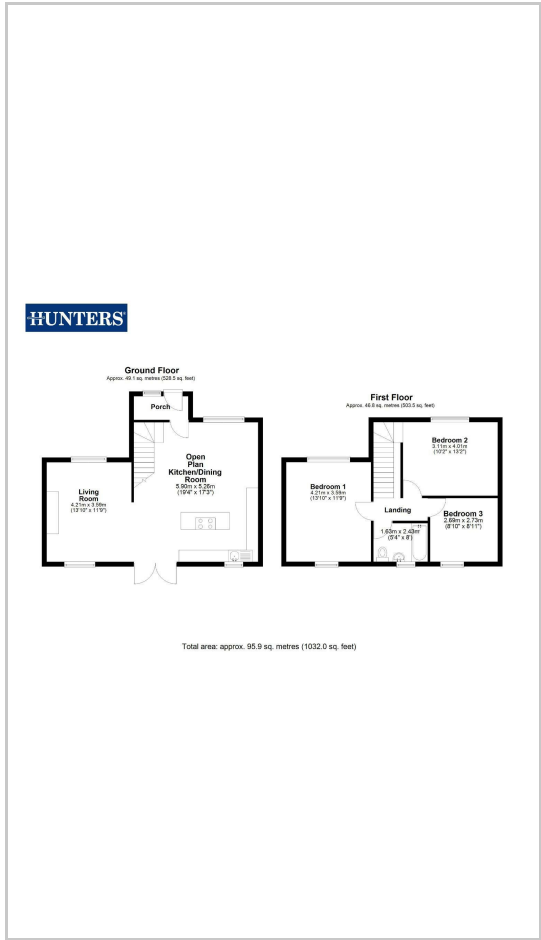 HUNTERS
Ground Floor
Approx. 49.1 sq. metres (528.5 sq. feet)
Porch
Open
Plan
Kitchen/Dining
Room
5.90m x 5.26m
(19'4" x 17'3")
Living
Room
4.21m x 3.59m
(13'10" x 11'9")
First Floor
Approx. 46.8 sq. metres (503.5 sq. feet)
Bedroom 2
3.11m x 4.01m
(10'2" x 13'2")
Bedroom 1
4.21m x 3.59m
(13'10" x 11'9")
Landing
Bedroom 3
2.69m x 2.73m
(8'10" x 8'11")
1.63m x 2.43m
(5'4" x 8')
Total area: approx. 95.9 sq. metres (1032.0 sq. feet)